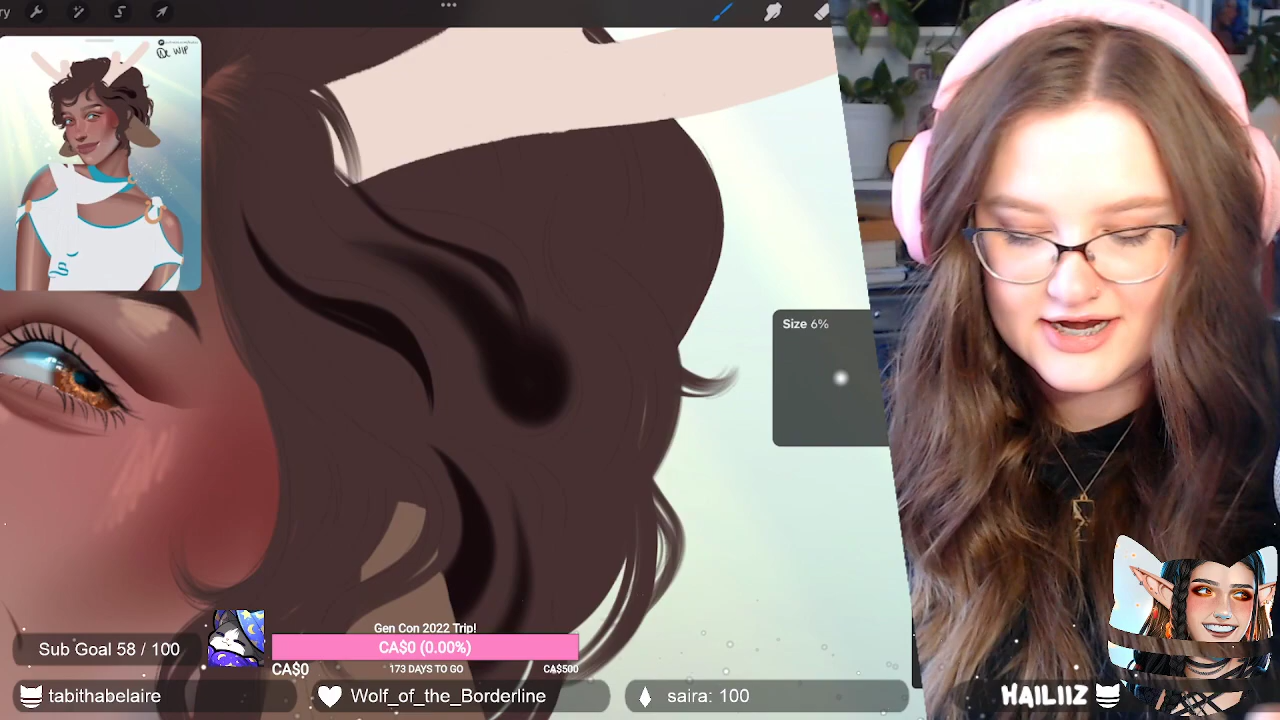 ry
WIP
Size 6%
Gen Con 2022 Trip!
Sub Goal 58 / 100
CA$0 (0.00%)
CA$0
173 DAYS TO GO
CA$500
tabithabelaire
Wolf_of_the_Borderline
saira: 100
HAILIIZ